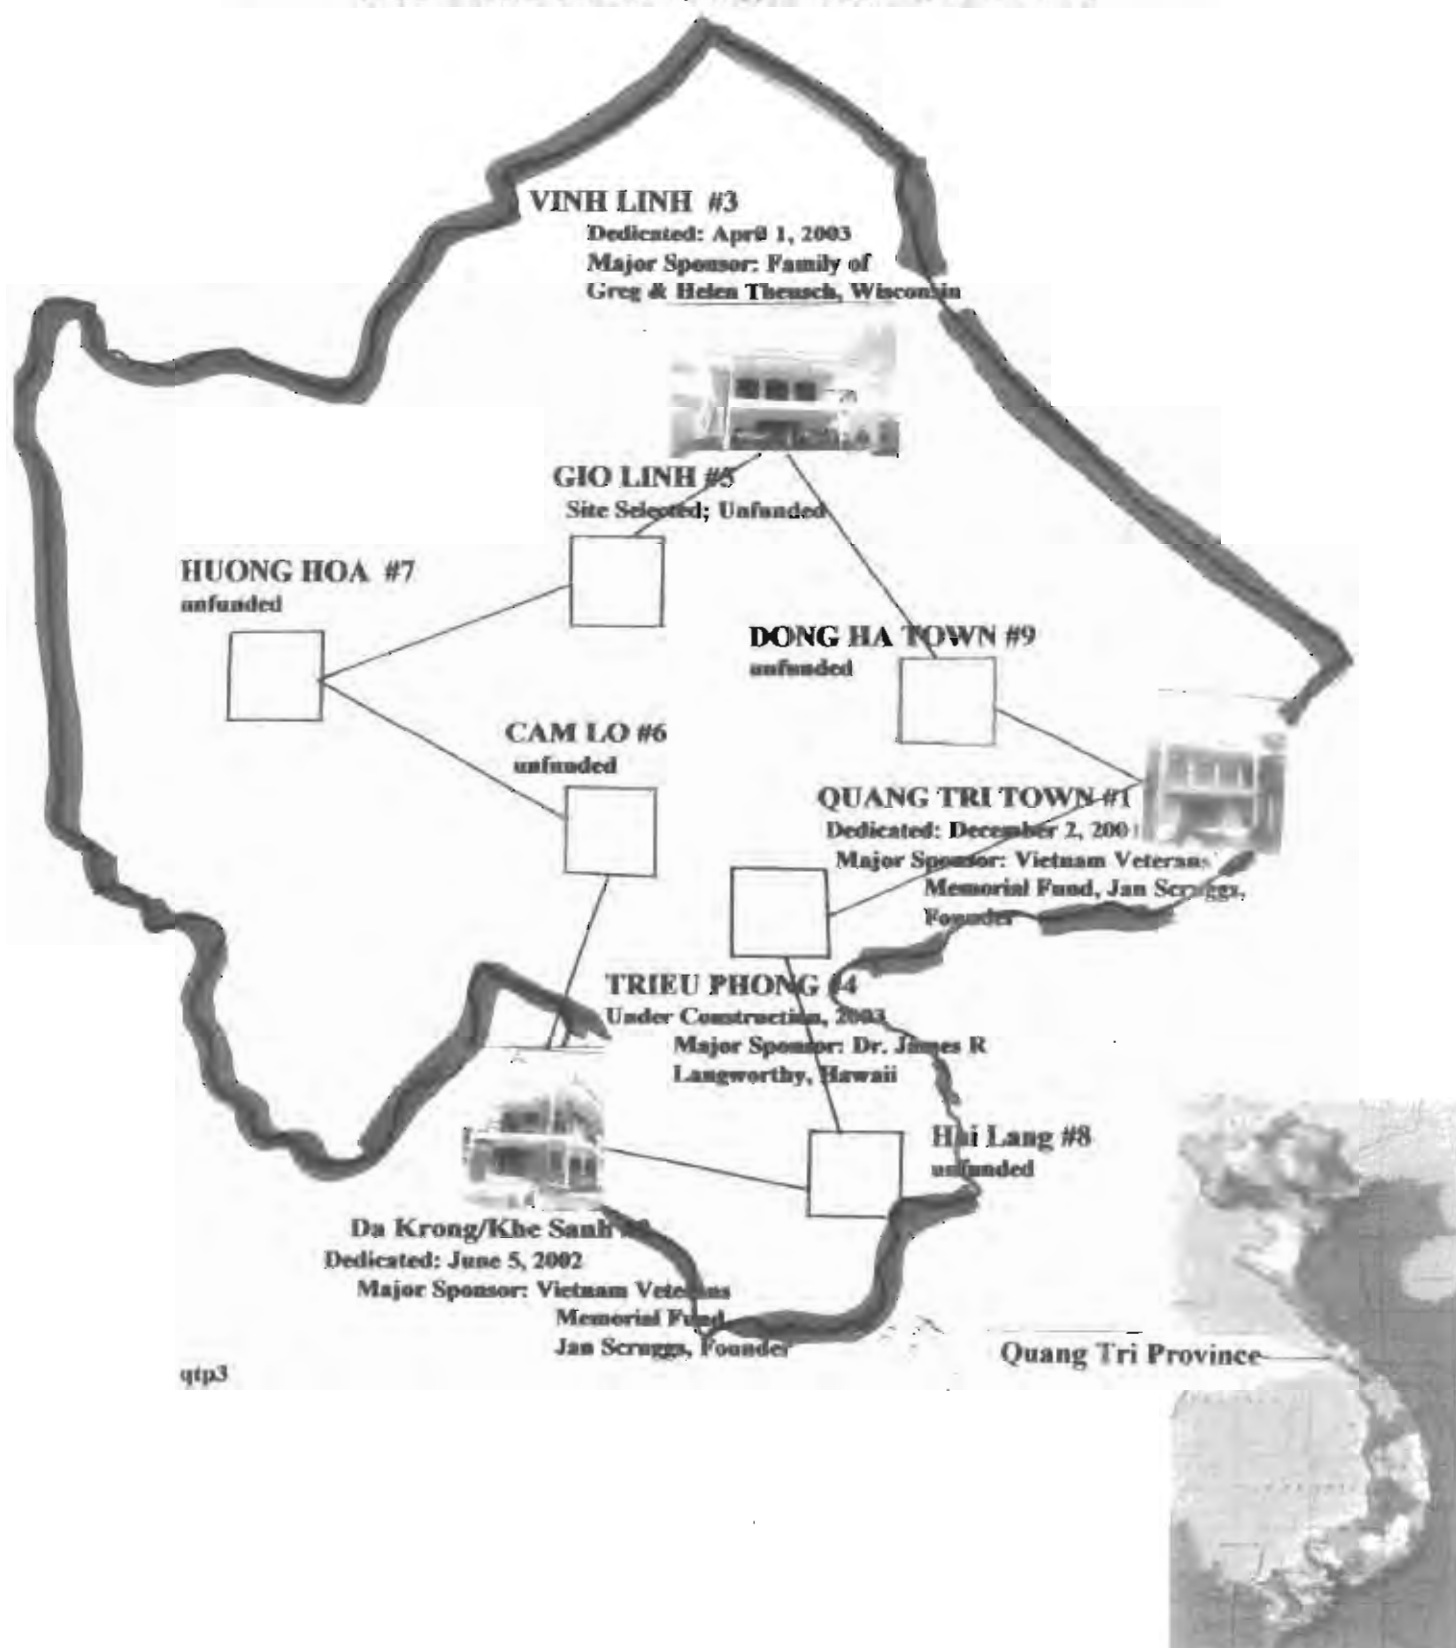 VINH LINH #3
Dedicated: April 1, 2003
Major Sponsor: Family of
Greg & Helen Theusch, Wisconsin
GIO LINH #5
Site Selected; Unfunded
HUONG HOA #7
unfunded
DONG HA TOWN #9
unfunded
CAM LO #6
unfunded
QUANG TRI TOWN #1
Dedicated: December 2,
Major Sponsor: Vietnam Veterans
Memorial Fund, Jan Scruggs,
Founder
TRIEU PHONG #4
Under Construction, 2003
Major Sponsor: Dr. James R
Langworthy, Hawaii
Hai Lang #8
unfunded
Da Krong/Khe Sanh
Dedicated: June 5, 2002
Major Sponsor: Vietnam Veterans
Memorial Fund
Jan Scruggs, Founder
Quang Tri Province
qtp3